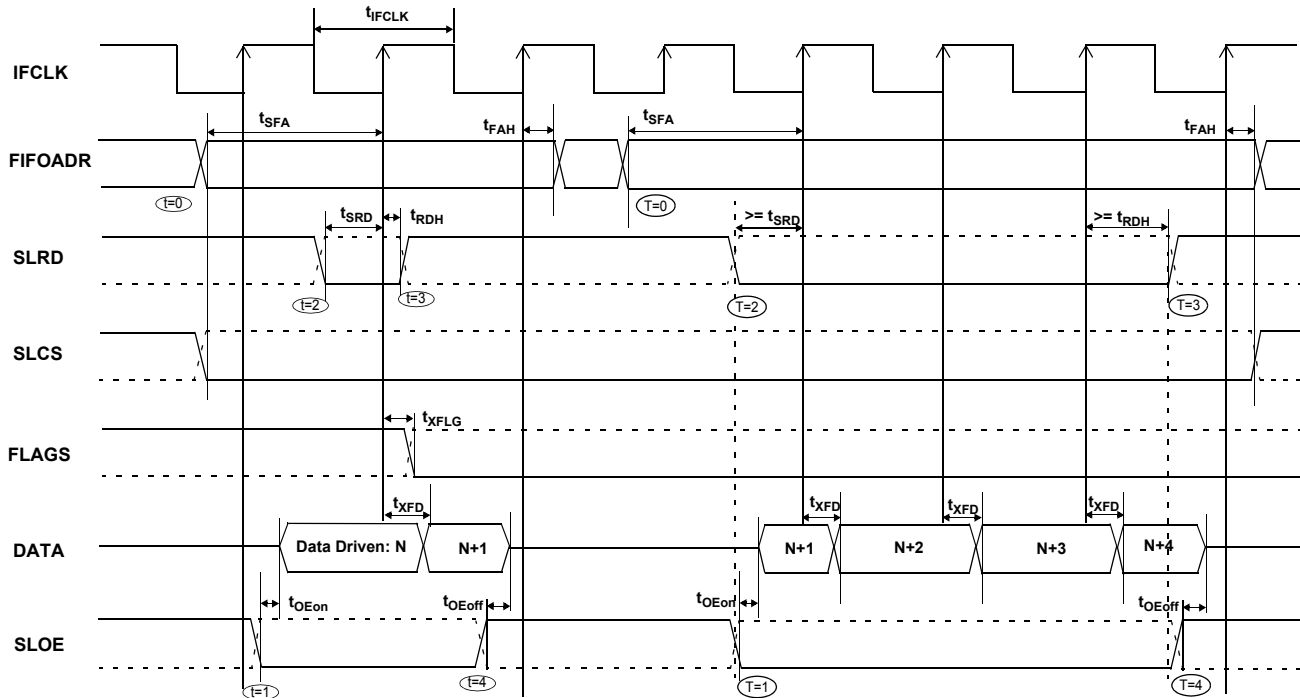 tIFCLK
IFCLK
tSFA
tFAH
tSFA
tFAH
FIFOADR
t=0
T=0
tSRD
tRDH
>= tSRD
>= tRDH
SLRD
t=2
t=3
T=2
T=3
SLCS
tXFLG
FLAGS
tXFD
tXFD
tXFD
tXFD
DATA
Data Driven: N
N+1
N+1
N+2
N+3
N+4
tOEon
tOEoff
tOEon
tOEoff
SLOE
t=1
t=4
T=1
T=4